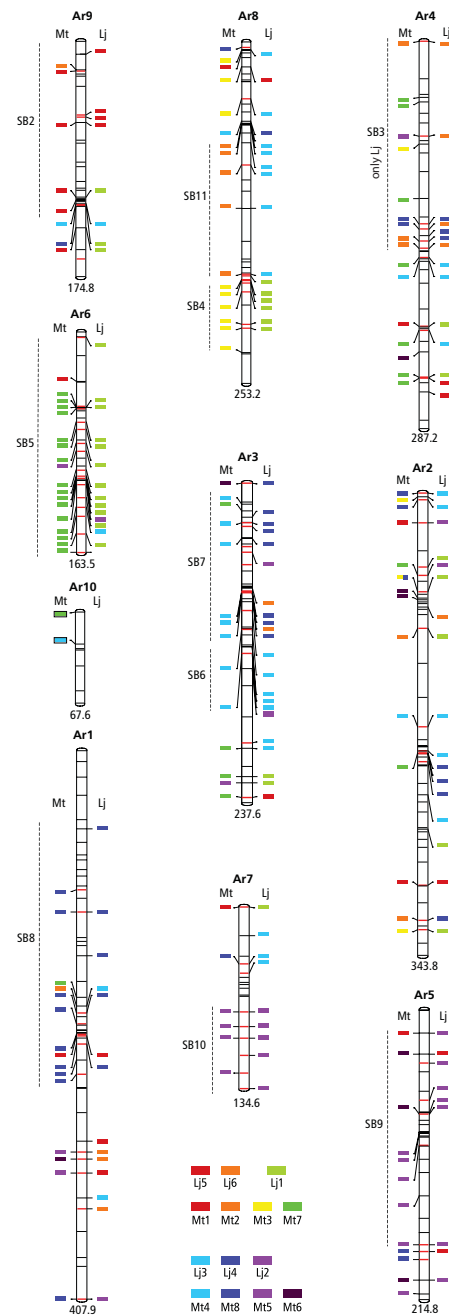 Ar9
Mt Lj
SB2
174.8
Ar8
Mt Lj
SB11
SB4
253.2
Ar4
Mt Lj
SB3
only Lj
287.2
Ar6
Mt Lj
SB5
163.5
Ar3
Mt Lj
SB7
SB6
237.6
Ar2
Mt Lj
343.8
Ar10
Mt Lj
67.6
Ar1
Mt Lj
SB8
407.9
Ar7
Mt Lj
SB10
134.6
Ar5
Mt Lj
SB9
214.8
Lj5 Lj6 Lj1
Mt1 Mt2 Mt3 Mt7
Lj3 Lj4 Lj2
Mt4 Mt8 Mt5 Mt6